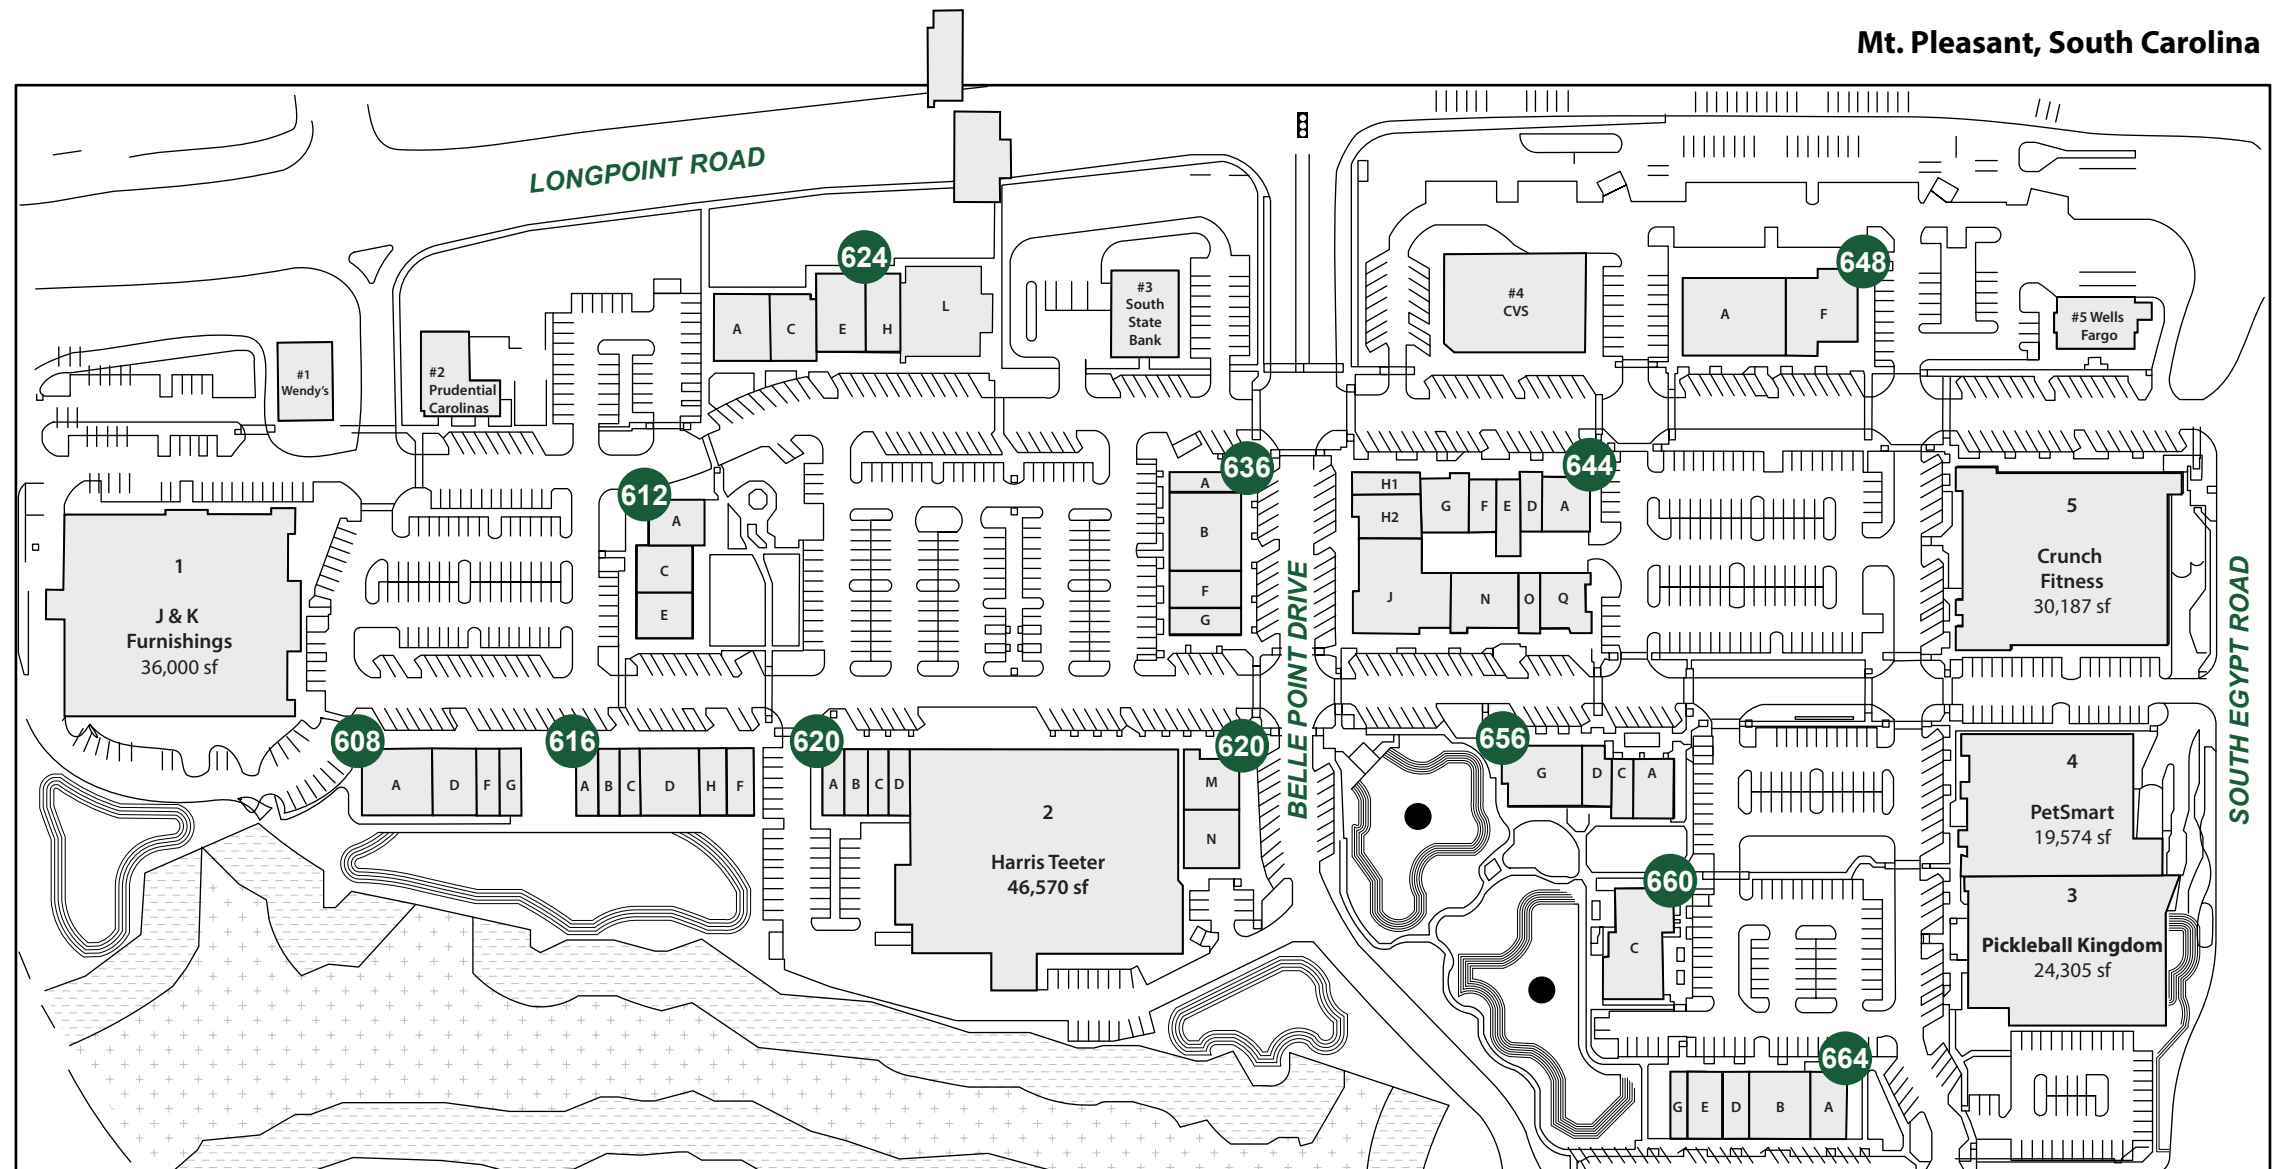 Mt. Pleasant, South Carolina
LONGPOINT ROAD
624
A
C
E
H
L
#3
South
State
Bank
#4
CVS
648
A
F
#5 Wells
Fargo
#1
Wendy's
#2
Prudential
Carolinas
612
A
C
E
636
A
B
F
G
644
H1
H2
G
F
E
D
A
J
N
O
Q
5
Crunch
Fitness
30,187 sf
1
J & K
Furnishings
36,000 sf
BELLE POINT DRIVE
SOUTH EGYPT ROAD
608
A
D
F
G
616
A
B
C
D
H
F
620
A
B
C
D
2
Harris Teeter
46,570 sf
620
M
N
656
G
D
C
A
4
PetSmart
19,574 sf
660
C
3
Pickleball Kingdom
24,305 sf
664
G
E
D
B
A